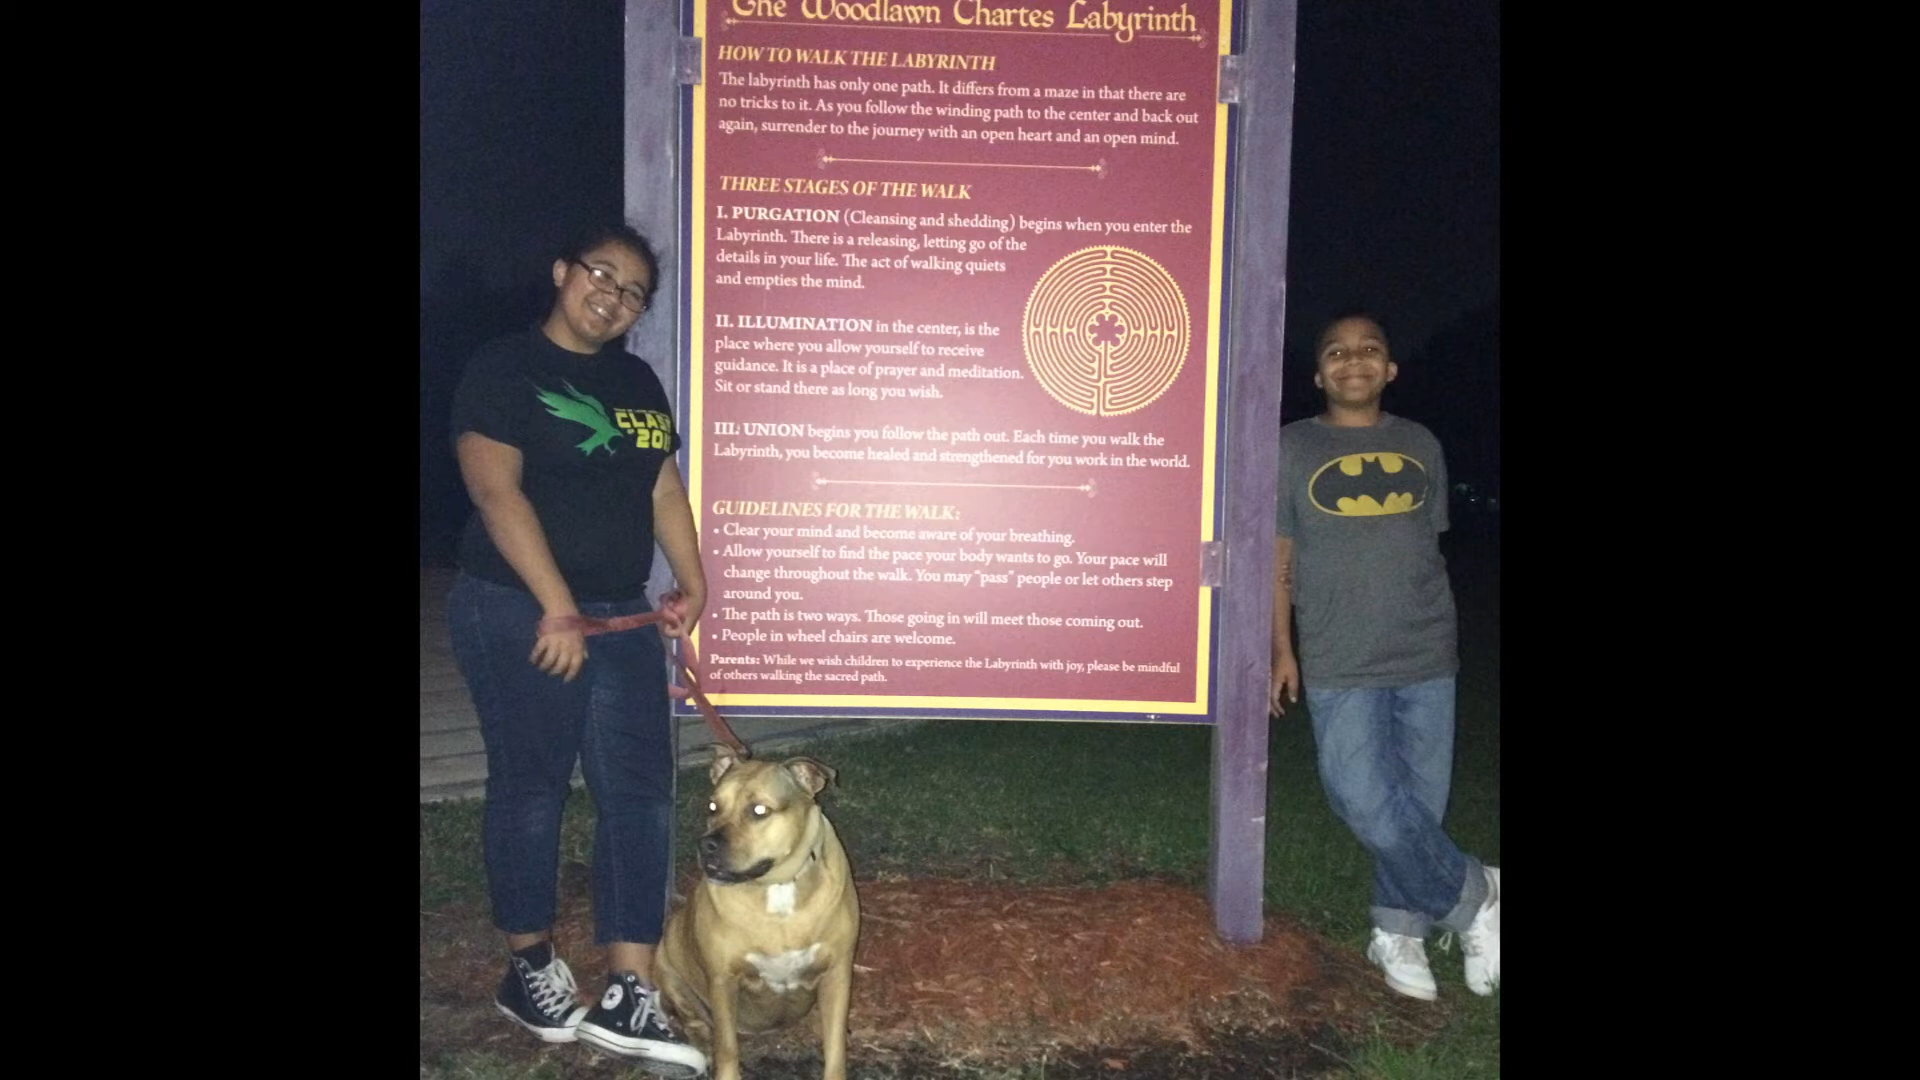 The Woodlawn Chartes Labyrinth
HOW TO WALK THE LABYRINTH
The labyrinth has only one path. It differs from a maze in that there are
no tricks to it. As you follow the winding path to the center and back out
again, surrender to the journey with an open heart and an open mind.
THREE STAGES OF THE WALK
I. PURGATION (Cleansing and shedding) begins when you enter the
Labyrinth. There is a releasing, letting go of the
details in your life. The act of walking quiets
and empties the mind.
II. ILLUMINATION in the center, is the
place where you allow yourself to receive
guidance. It is a place of prayer and meditation.
Sit or stand there as long you wish.
III. UNION begins you follow the path out. Each time you walk the
Labyrinth, you become healed and strengthened for you work in the world.
GUIDELINES FOR THE WALK:
• Clear your mind and become aware of your breathing.
• Allow yourself to find the pace your body wants to go. Your pace will
change throughout the walk. You may "pass" people or let others step
around you.
• The path is two ways. Those going in will meet those coming out.
• People in wheel chairs are welcome.
Parents: While we wish children to experience the Labyrinth with joy, please be mindful
of others walking the sacred path.
CLASS
OF